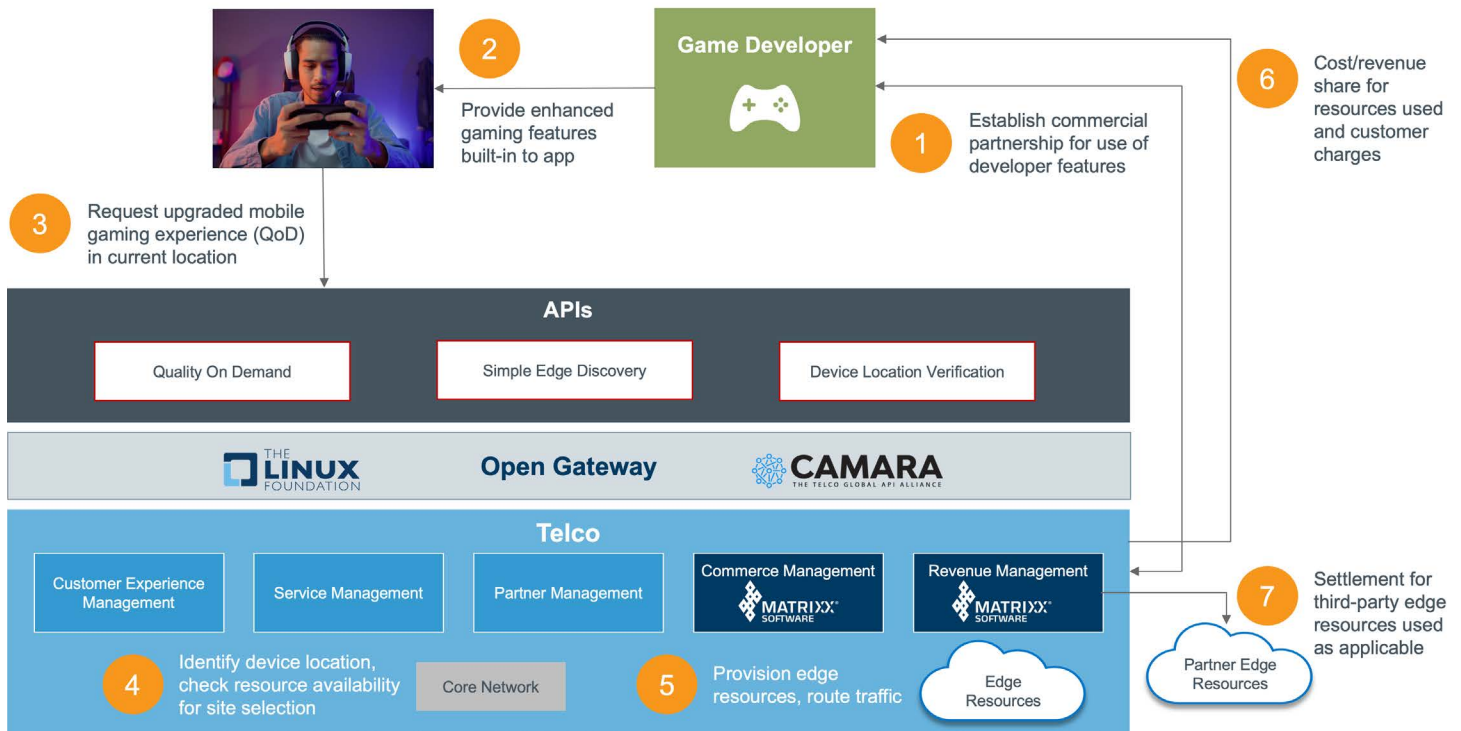 2
Provide enhanced
gaming features
built-in to app
Game Developer
1
Establish commercial
partnership for use of
developer features
6
Cost/revenue
share for
resources used
and customer
charges
3
Request upgraded mobile
gaming experience (QoD)
in current location
APIs
Quality On Demand
Simple Edge Discovery
Device Location Verification
THE
LINUX
FOUNDATION
Open Gateway
CAMARA
THE TELCO GLOBAL API ALLIANCE
Telco
Customer Experience
Management
Service Management
Partner Management
Commerce Management
MATRIXX®
SOFTWARE
Revenue Management
MATRIXX®
SOFTWARE
7
Settlement for
third-party edge
resources used
as applicable
4
Identify device location,
check resource availability
for site selection
Core Network
5
Provision edge
resources, route traffic
Edge
Resources
Partner Edge
Resources